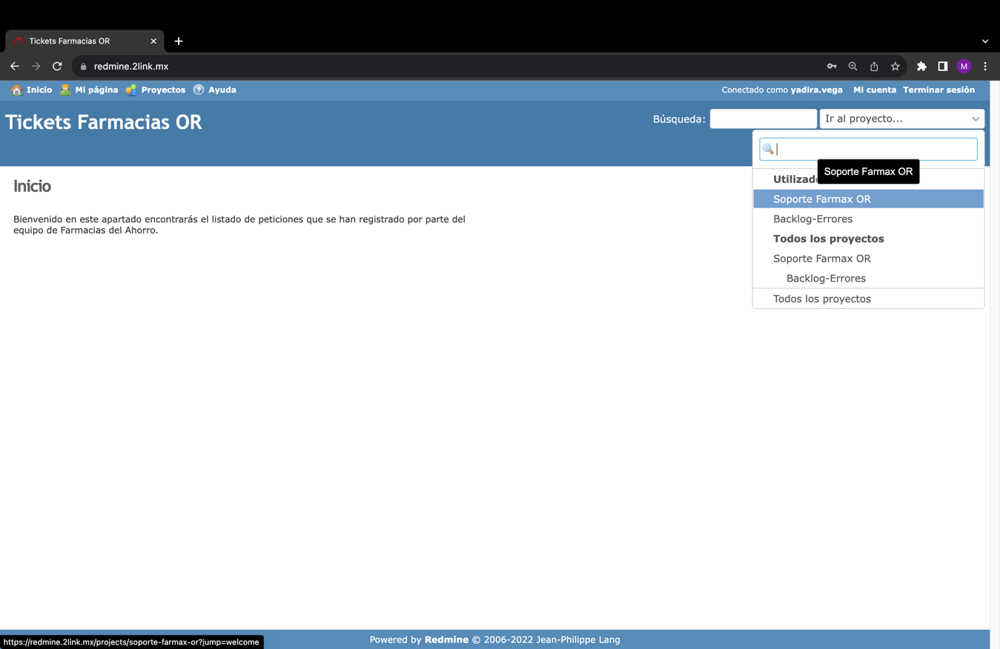 Tickets Farmacias OR
redmine.2link.mx
M
Inicio Mi página Proyectos Ayuda
Conectado como yadira.vega Mi cuenta Terminar sesión
Tickets Farmacias OR
Búsqueda: Ir al proyecto...
Soporte Farmax OR
Soporte Farmax OR
Backlog-Errores
Todos los proyectos
Soporte Farmax OR
Backlog-Errores
Todos los proyectos
Inicio
Bienvenido en este apartado encontrarás el listado de peticiones que se han registrado por parte del
equipo de Farmacias del Ahorro.
https://redmine.2link.mx/projects/soporte-farmax-or?jump=welcome
Powered by Redmine © 2006-2022 Jean-Philippe Lang